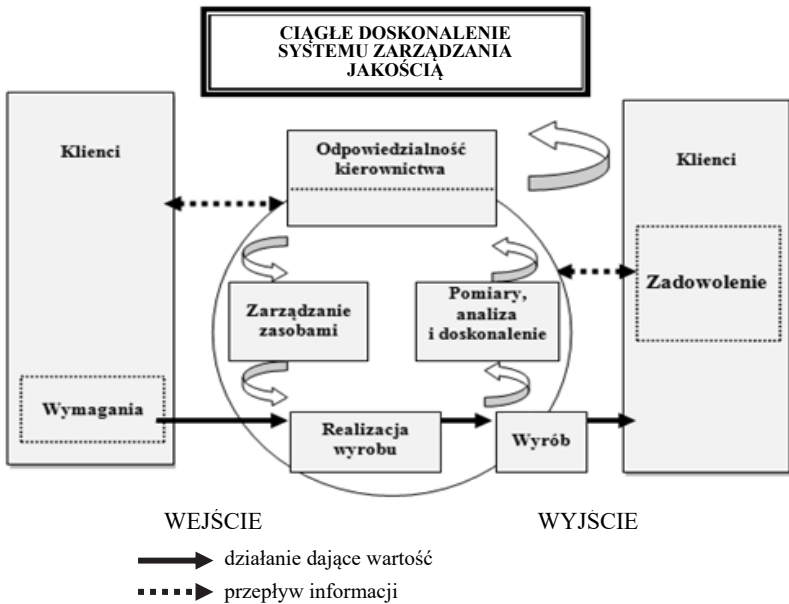 CIĄGŁE DOSKONALENIE
SYSTEMU ZARZĄDZANIA
JAKOŚCIĄ
Klienci
Odpowiedzialność
kierownictwa
Klienci
Zarządzanie
zasobami
Pomiary,
analiza
i doskonalenie
Zadowolenie
Wymagania
Realizacja
wyrobu
Wyrób
WEJŚCIE
WYJŚCIE
działanie dające wartość
przepływ informacji